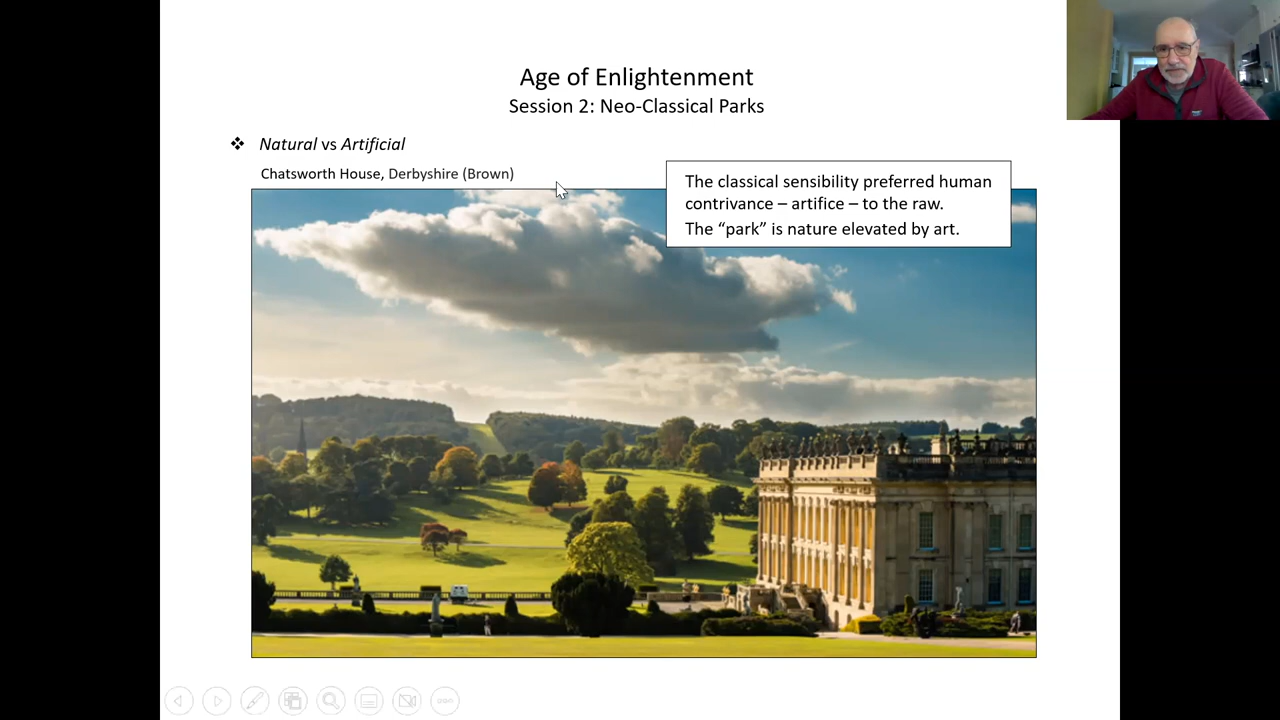 Age of Enlightenment
Session 2: Neo-Classical Parks
❖ Natural vs Artificial
Chatsworth House, Derbyshire (Brown)
The classical sensibility preferred human
contrivance – artifice – to the raw.
The “park” is nature elevated by art.